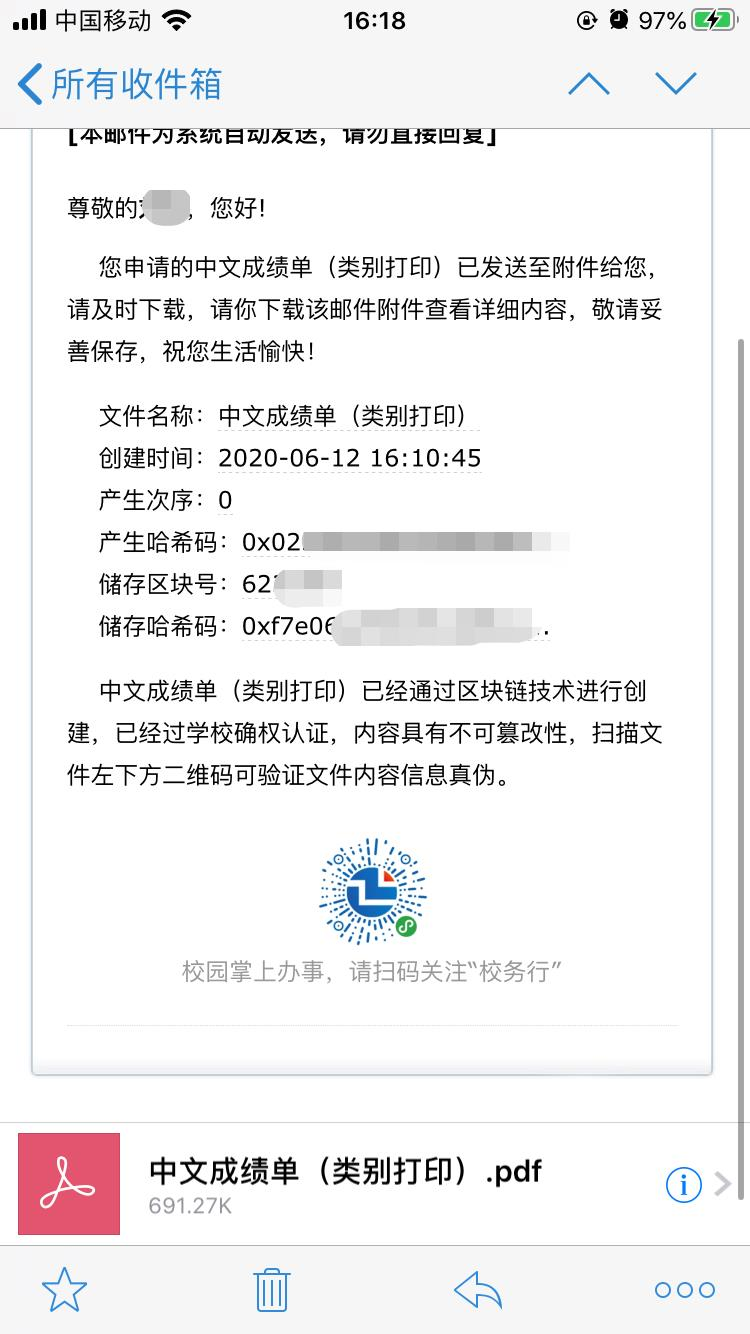 中国移动
16:18
97%
所有收件箱
【本邮件为系统自动发送，请勿直接回复】
尊敬的
，您好！
您申请的中文成绩单（类别打印）已发送至附件给您，
请及时下载，请你下载该邮件附件查看详细内容，敬请妥
善保存，祝您生活愉快！
文件名称：中文成绩单（类别打印）
创建时间：2020-06-12 16:10:45
产生次序：0
产生哈希码：0x02
储存区块号：62
储存哈希码：0xf7e06
中文成绩单（类别打印）已经通过区块链技术进行创
建，已经过学校确权认证，内容具有不可篡改性，扫描文
件左下方二维码可验证文件内容信息真伪。
校园掌上办事，请扫码关注“校务行”
中文成绩单（类别打印）.pdf
691.27K